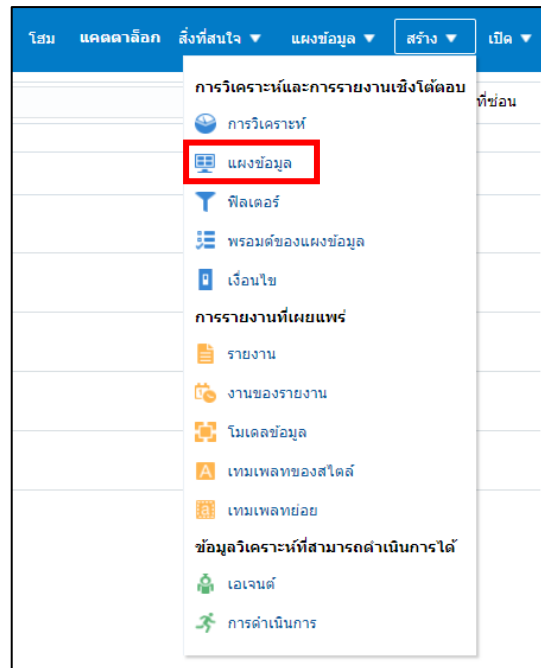 โฮม แคตตาล็อก สิ่งที่สนใจ ▼ แผงข้อมูล ▼ สร้าง ▼ เปิด ▼
การวิเคราะห์และการรายงานเชิงโต้ตอบ
ที่ซ่อน
การวิเคราะห์
แผงข้อมูล
ฟิลเตอร์
พรอมต์ของแผงข้อมูล
เงื่อนไข
การรายงานที่เผยแพร่
รายงาน
งานของรายงาน
โมเดลข้อมูล
เทมเพลทของสไตล์
เทมเพลทย่อย
ข้อมูลวิเคราะห์ที่สามารถดำเนินการได้
เอเจนต์
การดำเนินการ